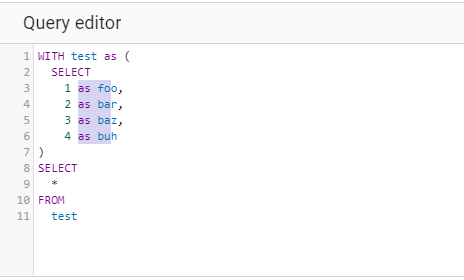 Query editor
1 WITH test as (
2   SELECT
3     1 as foo,
4     2 as bar,
5     3 as baz,
6     4 as buh
7 )
8 SELECT
9   *
10 FROM
11   test